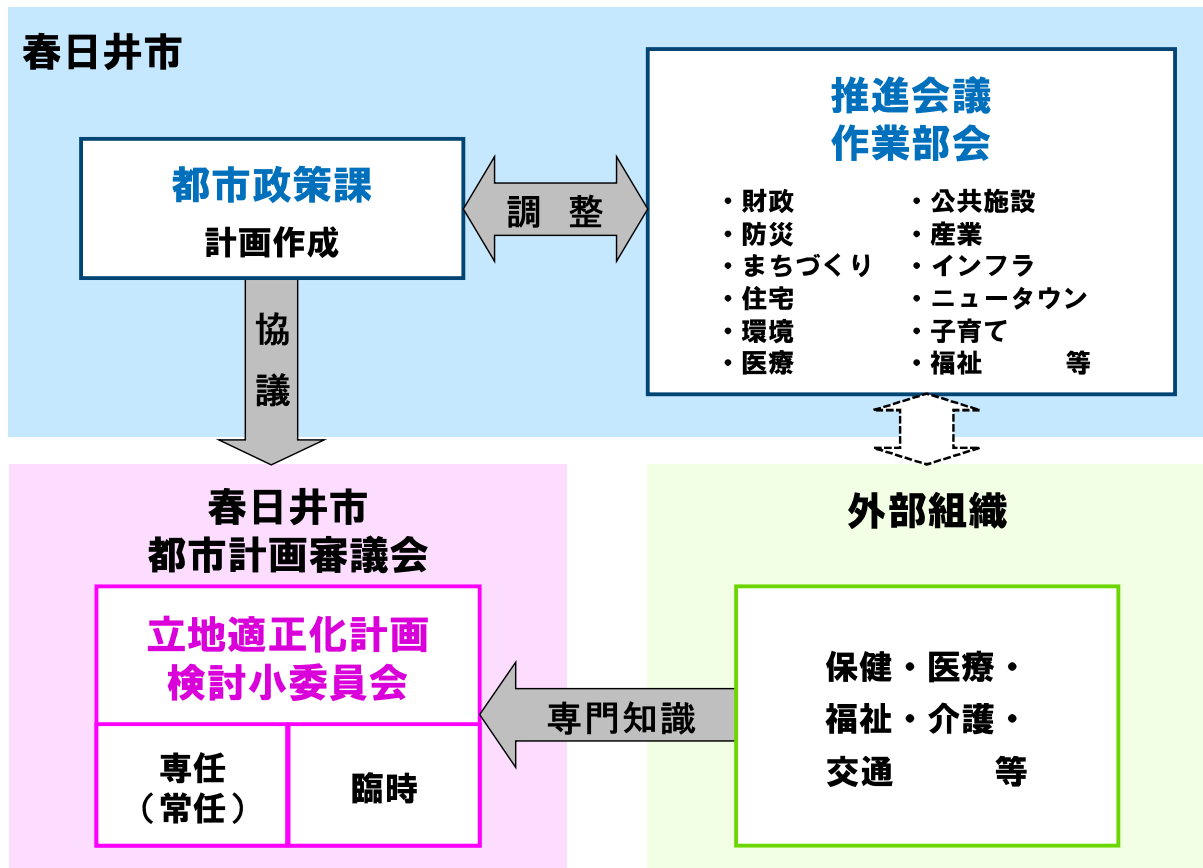 春日井市
都市政策課
計画作成
調 整
推進会議
作業部会
・財政
・防災
・まちづくり
・住宅
・環境
・医療
・公共施設
・産業
・インフラ
・ニュータウン
・子育て
・福祉 等
協
議
春日井市
都市計画審議会
立地適正化計画
検討小委員会
専任
（常任）
臨時
専門知識
外部組織
保健・医療・
福祉・介護・
交通 等